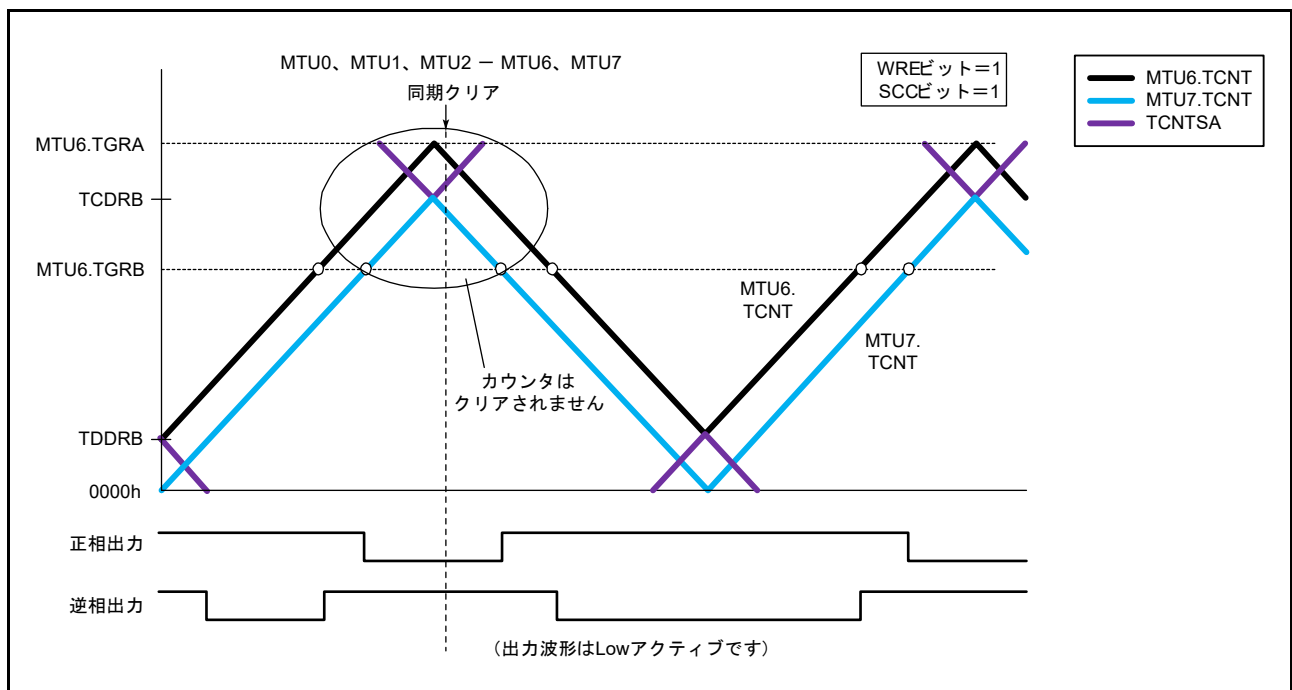 MTU0、MTU1、MTU2 － MTU6、MTU7
同期クリア
WREビット＝1
SCCビット＝1
MTU6.TCNT
MTU7.TCNT
TCNTSA
MTU6.TGRA
TCDRB
MTU6.TGRB
MTU6.
TCNT
MTU7.
TCNT
カウンタは
クリアされません
TDDRB
0000h
正相出力
逆相出力
（出力波形はLowアクティブです）